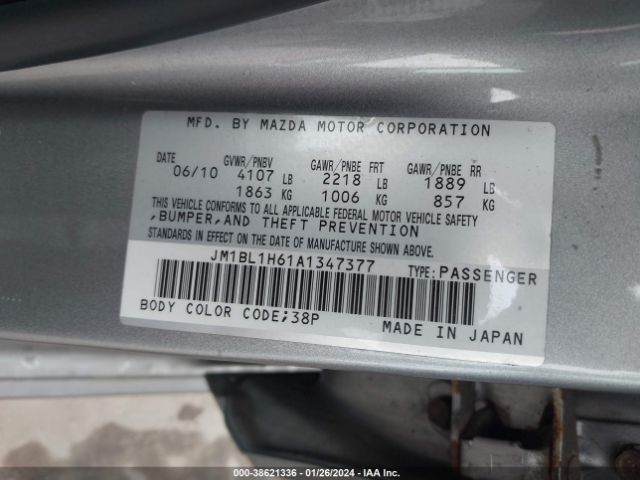 MFD. BY MAZDA MOTOR CORPORATION
DATE GVWR/PNBV GAWR/PNBE FRT GAWR/PNBE RR
06/10 4107 LB 2218 LB 1889 LB
1863 KG 1006 KG 857 KG
THIS VEHICLE CONFORMS TO ALL APPLICABLE FEDERAL MOTOR VEHICLE SAFETY
,BUMPER,AND THEFT PREVENTION
STANDARDS IN EFFECT ON THE DATE OF MANUFACTURE SHOWN ABOVE.
JM1BL1H61A1347377 TYPE:PASSENGER
BODY COLOR CODE;38P MADE IN JAPAN
000-38621336 | 01/26/2024 | IAA Inc.